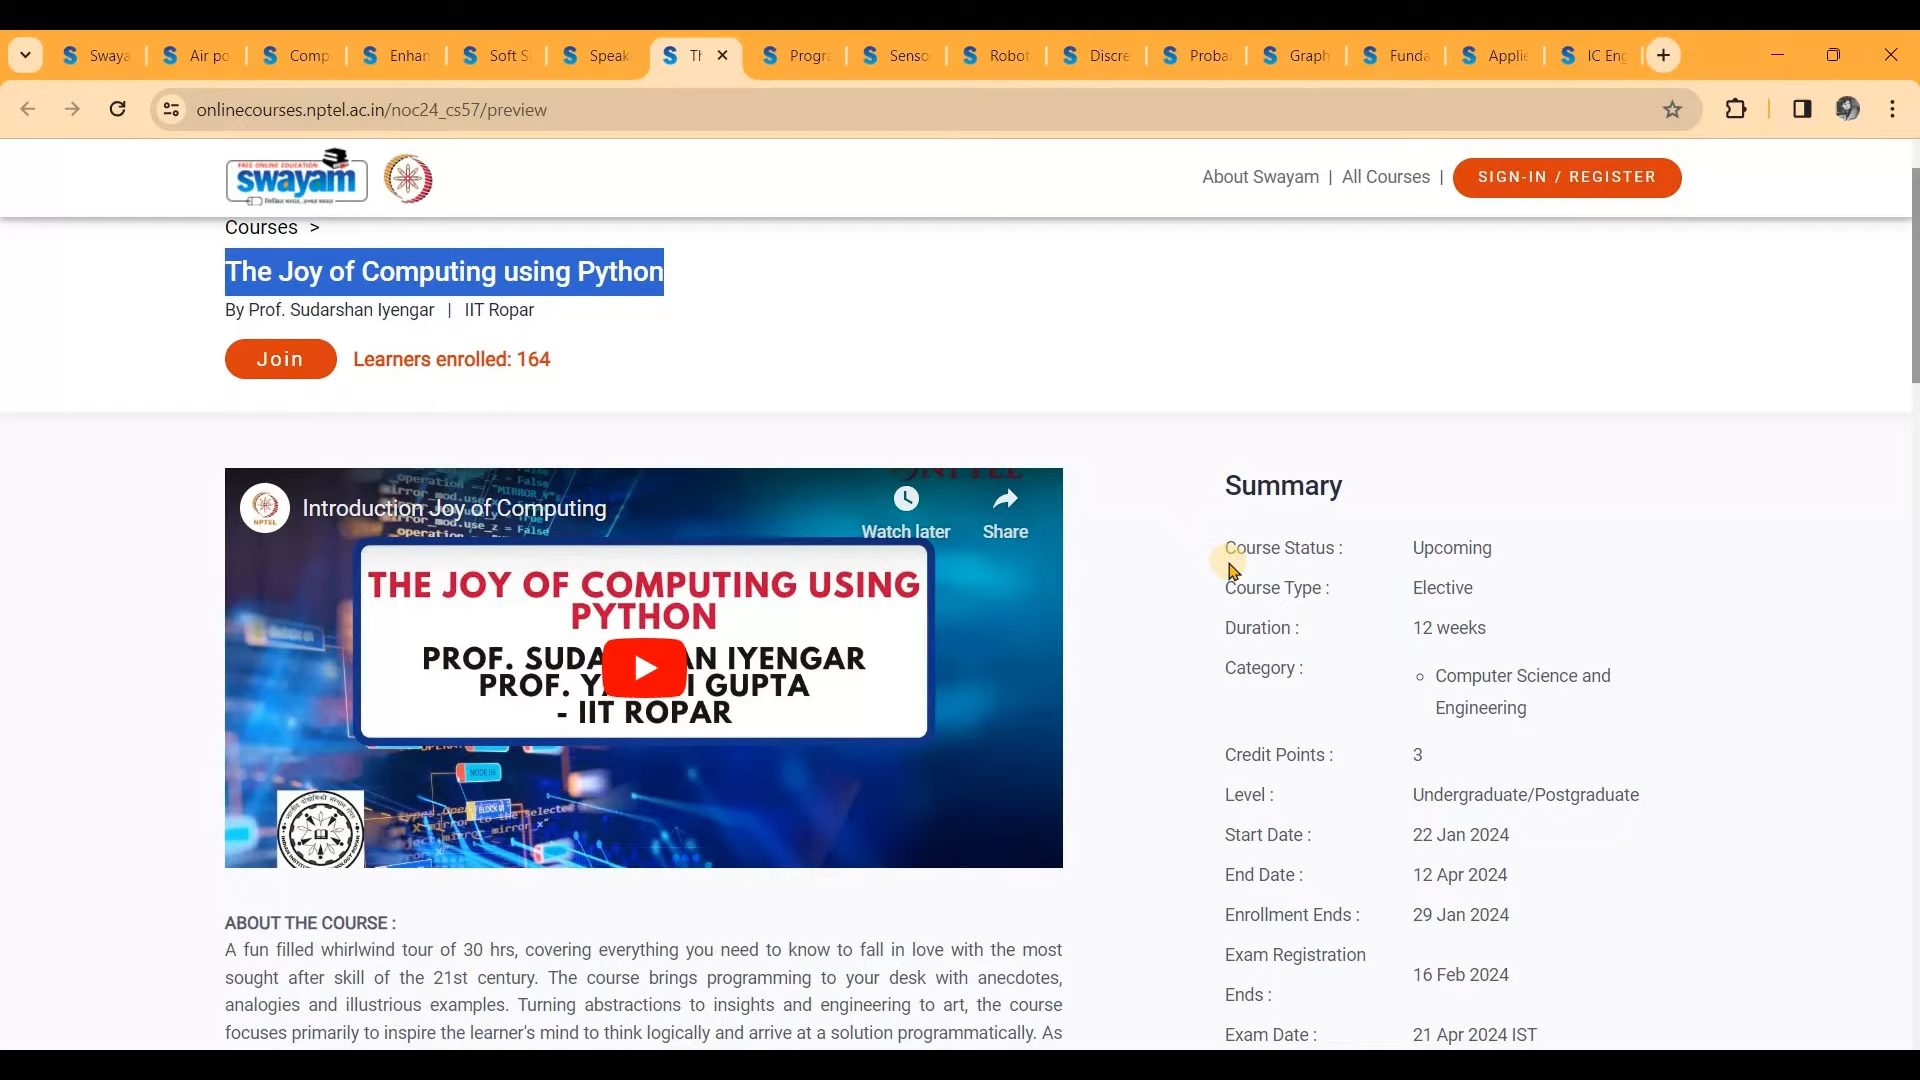 Swaya
Air po
Comp
Enhan
Soft S
Speak
Th
Progra
Senso
Robot
Discre
Probal
Graph
Funda
Applie
IC Eng
onlinecourses.nptel.ac.in/noc24_cs57/preview
FREE ONLINE EDUCATION
swayam
About Swayam | All Courses |
SIGN-IN / REGISTER
Courses >
The Joy of Computing using Python
By Prof. Sudarshan Iyengar | IIT Ropar
Join
Learners enrolled: 164
NPTEL
Introduction Joy of Computing
Watch later
Share
THE JOY OF COMPUTING USING
PYTHON
PROF. SUDA AN IYENGAR
PROF. YA I GUPTA
- IIT ROPAR
Summary
Course Status : Upcoming
Course Type : Elective
Duration : 12 weeks
Category : Computer Science and
Engineering
Credit Points : 3
Level : Undergraduate/Postgraduate
Start Date : 22 Jan 2024
End Date : 12 Apr 2024
Enrollment Ends : 29 Jan 2024
Exam Registration
Ends : 16 Feb 2024
Exam Date : 21 Apr 2024 IST
ABOUT THE COURSE :
A fun filled whirlwind tour of 30 hrs, covering everything you need to know to fall in love with the most
sought after skill of the 21st century. The course brings programming to your desk with anecdotes,
analogies and illustrious examples. Turning abstractions to insights and engineering to art, the course
focuses primarily to inspire the learner's mind to think logically and arrive at a solution programmatically. As